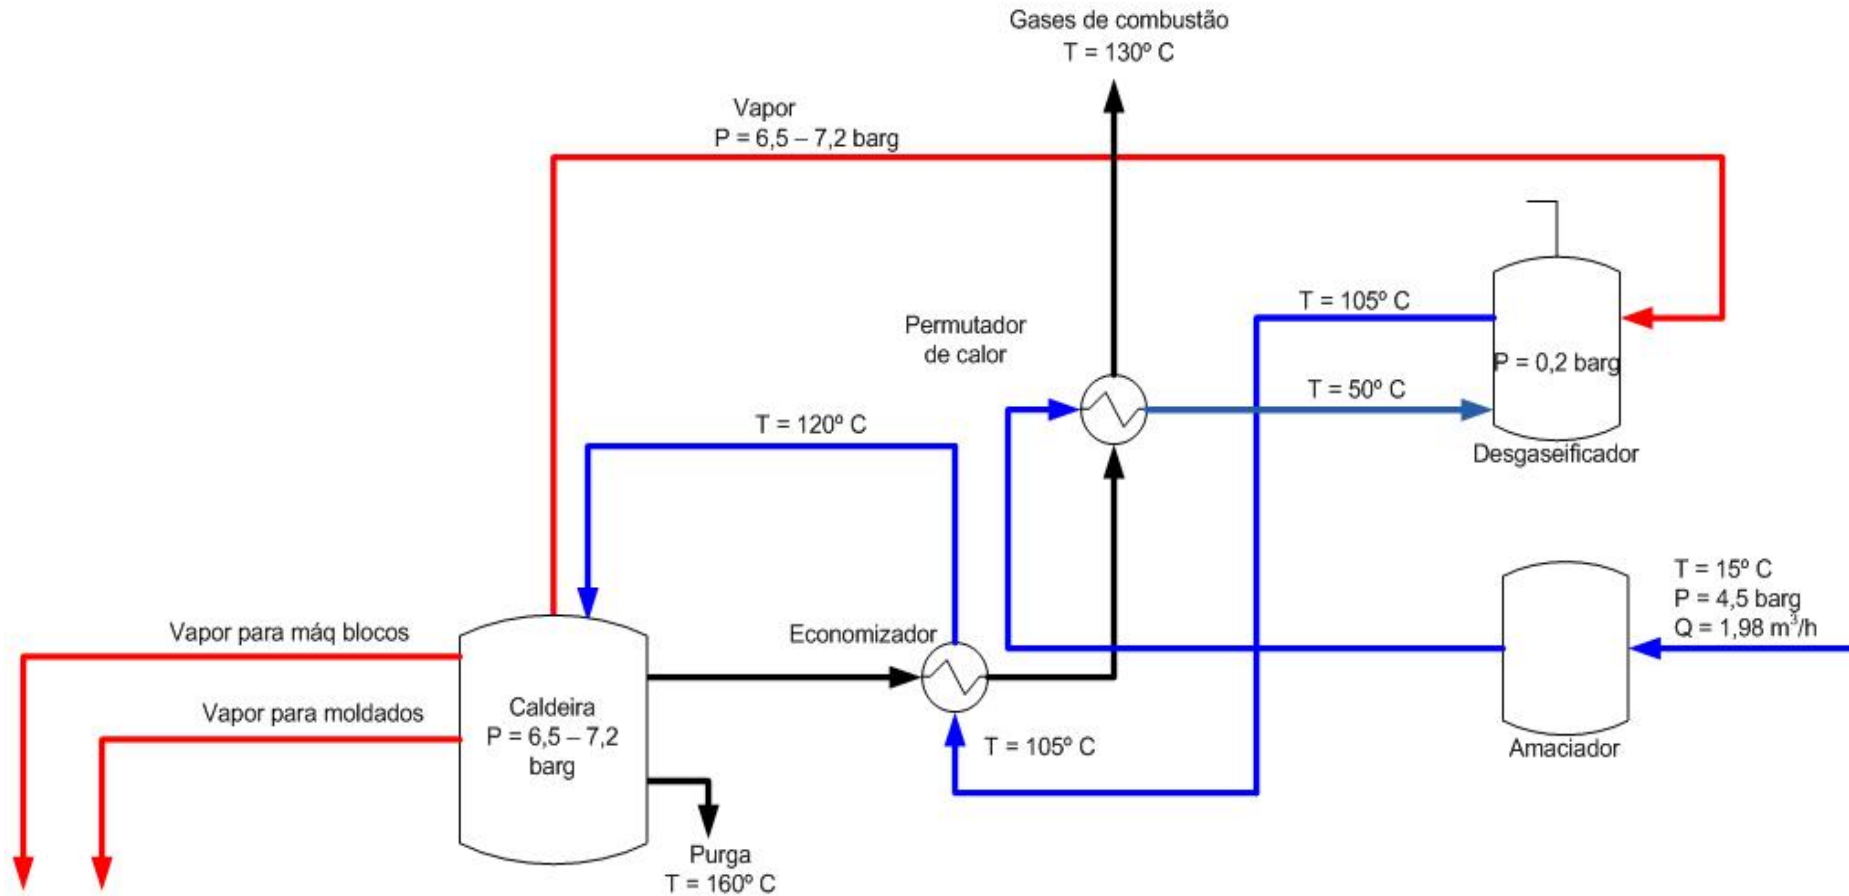 Gases de combustão
T = 130º C
Vapor
P = 6,5 – 7,2 barg
T = 105º C
Permutador
de calor
P = 0,2 barg
T = 50º C
T = 120º C
Desgaseificador
T = 15º C
P = 4,5 barg
Q = 1,98 m³/h
Vapor para máq blocos
Economizador
Vapor para moldados
Caldeira
P = 6,5 – 7,2
barg
T = 105º C
Amaciador
Purga
T = 160º C